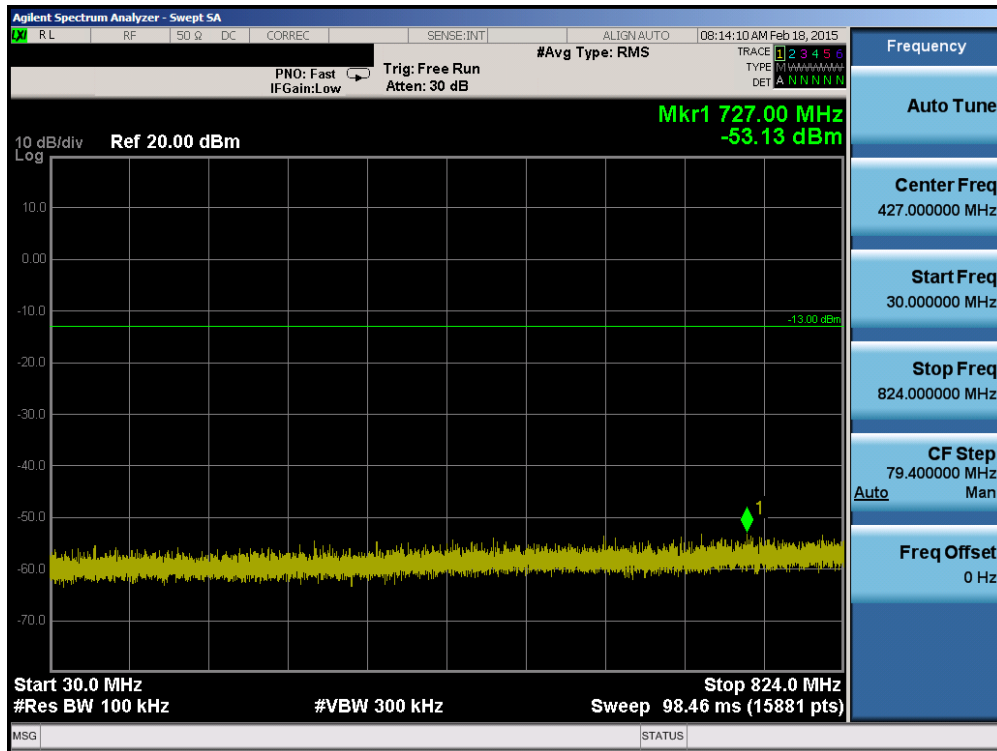 Agilent Spectrum Analyzer - Swept SA
LXI RL RF 50 Ω DC CORREC SENSE:INT ALIGN AUTO 08:14:10 AM Feb 18, 2015
#Avg Type: RMS
TRACE 1 2 3 4 5 6
TYPE M W W W W W
DET A N N N N N
PNO: Fast
IFGain:Low
Trig: Free Run
Atten: 30 dB
Mkr1 727.00 MHz
-53.13 dBm
10 dB/div Ref 20.00 dBm
Log
10.0
0.00
-10.0
-13.00 dBm
-20.0
-30.0
-40.0
-50.0
1
-60.0
-70.0
Start 30.0 MHz Stop 824.0 MHz
#Res BW 100 kHz #VBW 300 kHz Sweep 98.46 ms (15881 pts)
MSG STATUS
Frequency
Auto Tune
Center Freq
427.000000 MHz
Start Freq
30.000000 MHz
Stop Freq
824.000000 MHz
CF Step
79.400000 MHz
Auto Man
Freq Offset
0 Hz